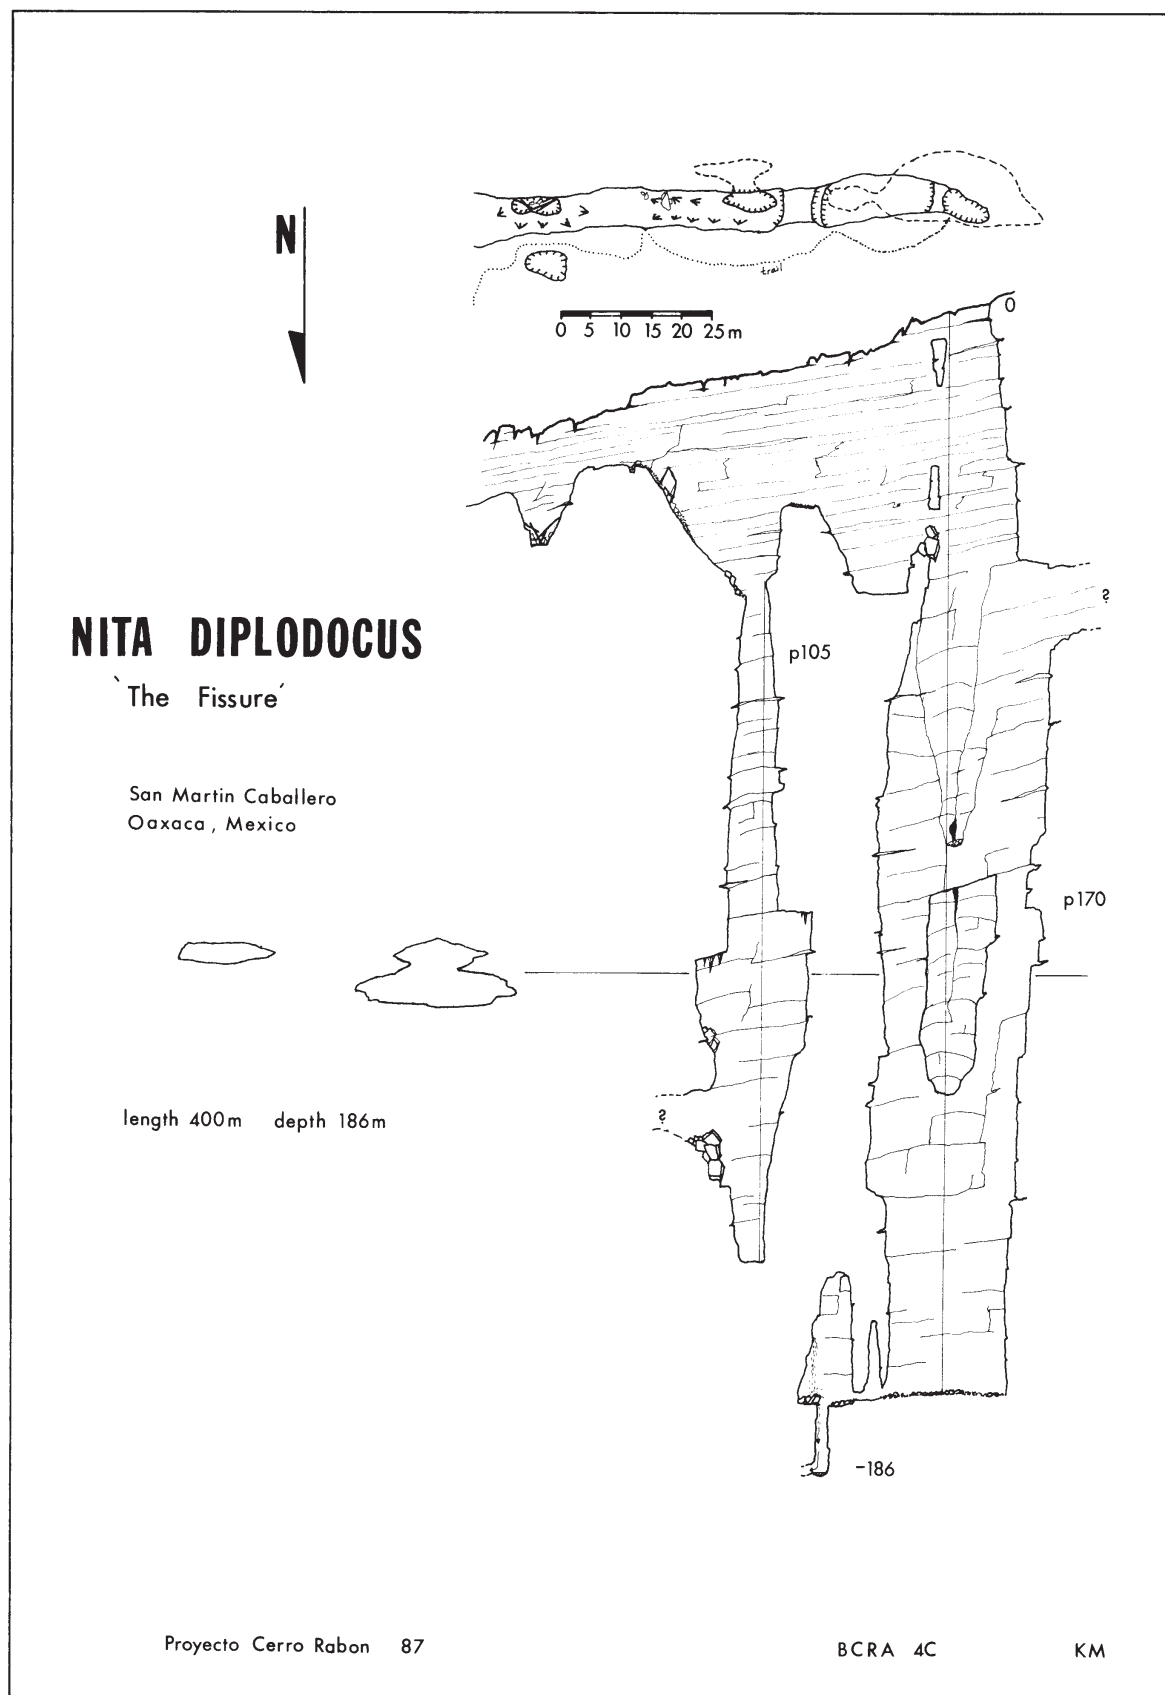 N
trail
0 5 10 15 20 25m
0
NITA DIPLODOCUS
`The Fissure´
?
p105
San Martin Caballero
Oaxaca, Mexico
p170
length 400m depth 186m
?
-186
Proyecto Cerro Rabon 87
BCRA 4C
KM